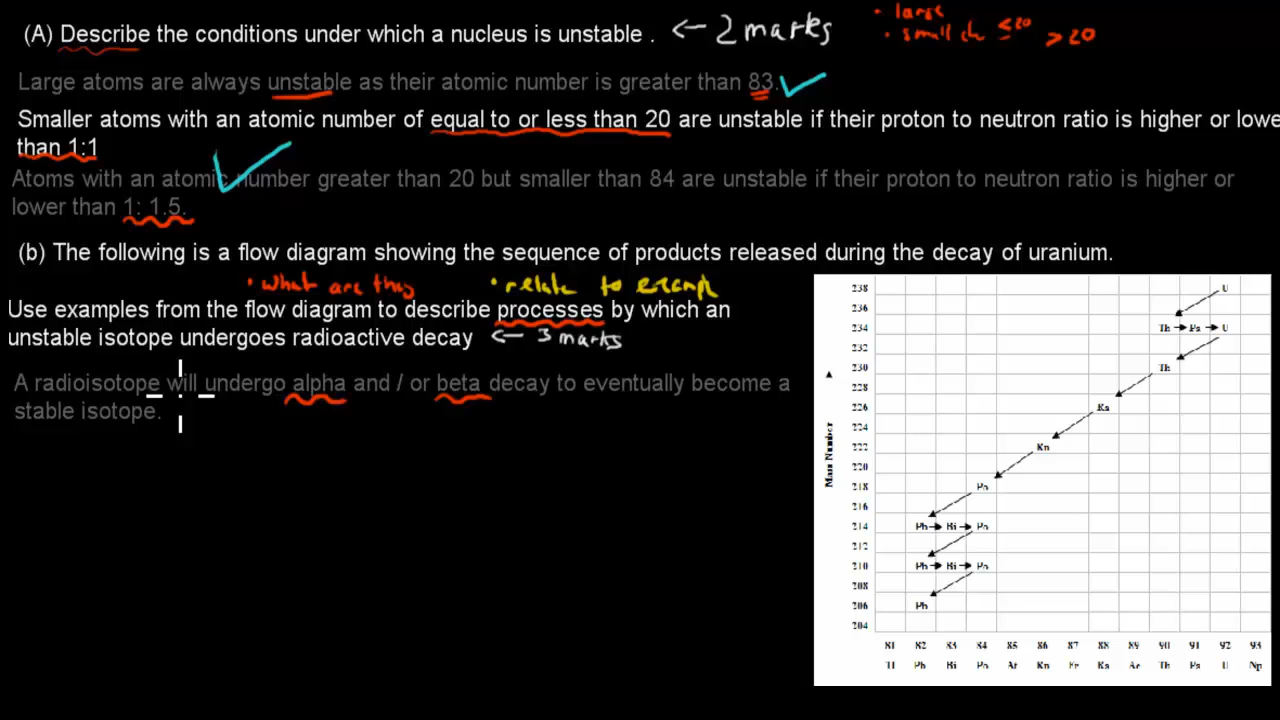 (A) Describe the conditions under which a nucleus is unstable . ← 2 marks
• large
• small ≤ 20 > 20
Large atoms are always unstable as their atomic number is greater than 83.
Smaller atoms with an atomic number of equal to or less than 20 are unstable if their proton to neutron ratio is higher or lowe
than 1:1
Atoms with an atomic number greater than 20 but smaller than 84 are unstable if their proton to neutron ratio is higher or
lower than 1: 1.5.
(b) The following is a flow diagram showing the sequence of products released during the decay of uranium.
• what are they • relate to
Use examples from the flow diagram to describe processes by which an
unstable isotope undergoes radioactive decay ← 3 marks
A radioisotope will undergo alpha and / or beta decay to eventually become a
stable isotope.
Mass Number
238 U
236
234 Th Pa U
232
230 Th
228
226 Ra
224
222 Rn
220
218 Po
216
214 Pb Bi Po
212
210 Pb Bi Po
208
206 Pb
204
81 82 83 84 85 86 87 88 89 90 91 92 93
Tl Pb Bi Po At Rn Fr Ra Ac Th Pa U Np